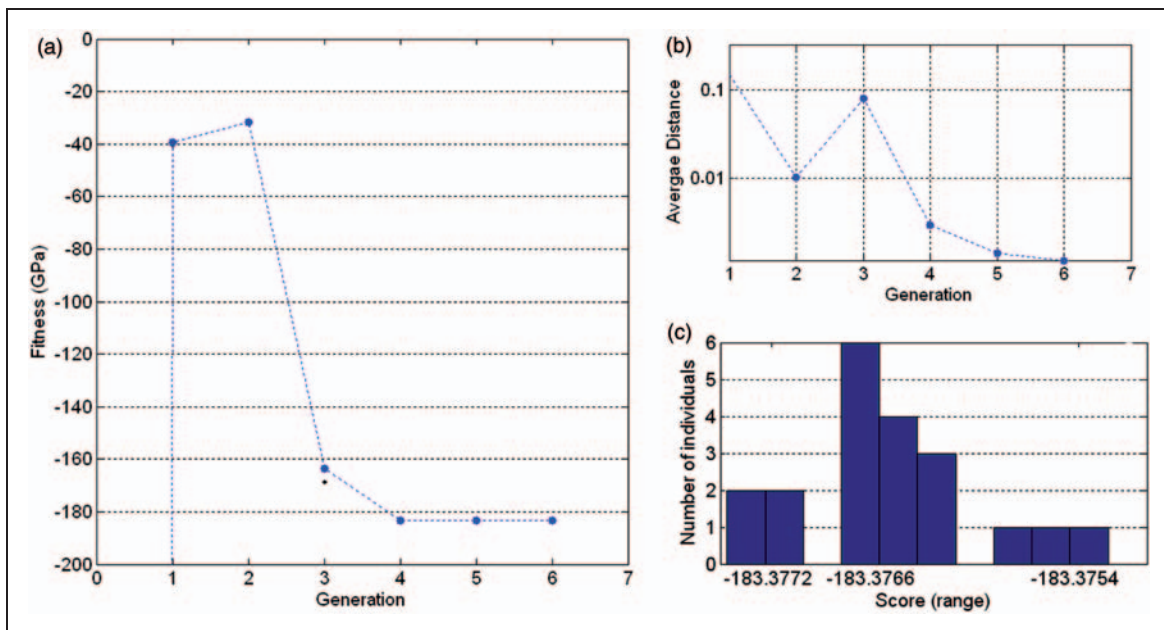 (a)
0
-20
-40
-60
-80
-100
-120
-140
-160
-180
-200
Fitness (GPa)
0 1 2 3 4 5 6 7
Generation
(b)
0.1
0.01
Avergae Distance
1 2 3 4 5 6 7
Generation
(c)
6
5
4
3
2
1
0
Number of individuals
-183.3772 -183.3766 -183.3754
Score (range)